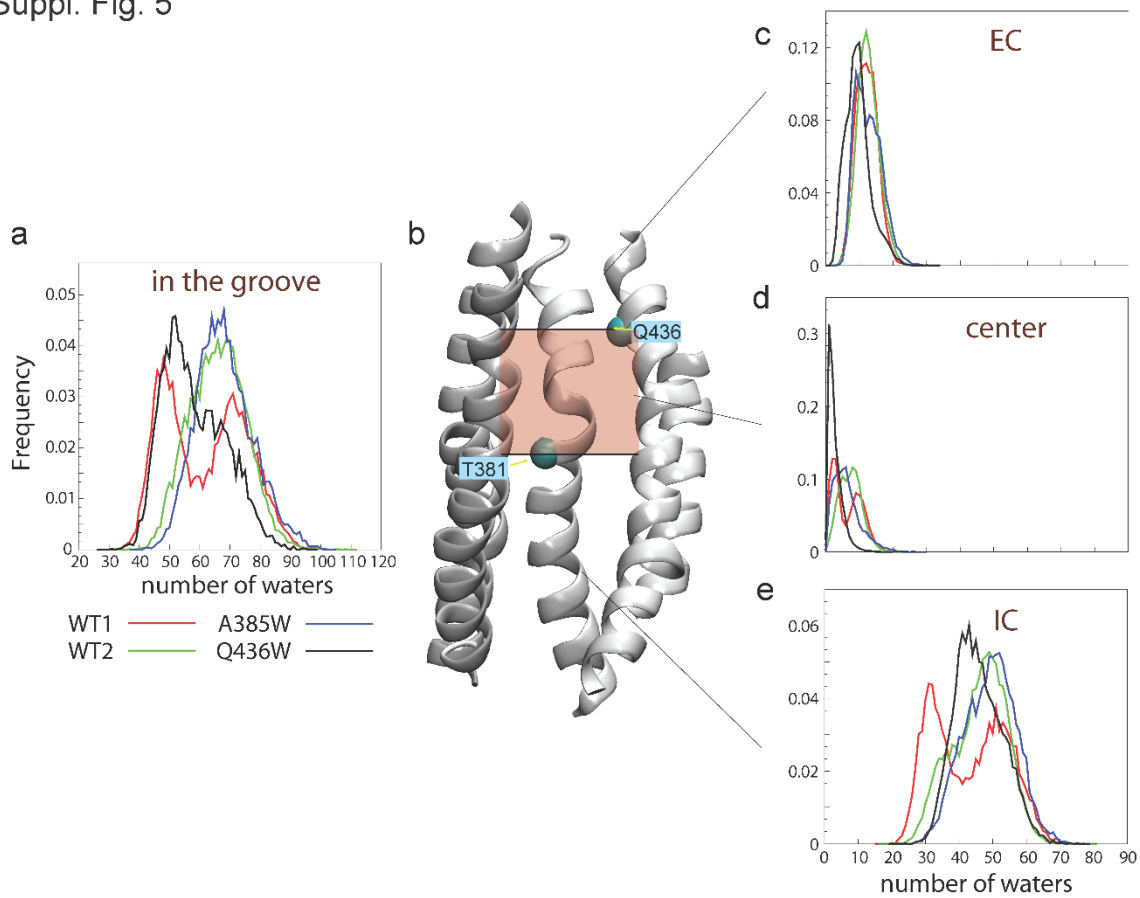 Suppl. Fig. 5
a
in the groove
Frequency
0.05
0.04
0.03
0.02
0.01
0
20 30 40 50 60 70 80 90 100 110 120
number of waters
WT1
A385W
WT2
Q436W
b
Q436
T381
c
EC
0.12
0.08
0.04
0
d
center
0.3
0.2
0.1
0
e
IC
0.06
0.04
0.02
0
0 10 20 30 40 50 60 70 80 90
number of waters